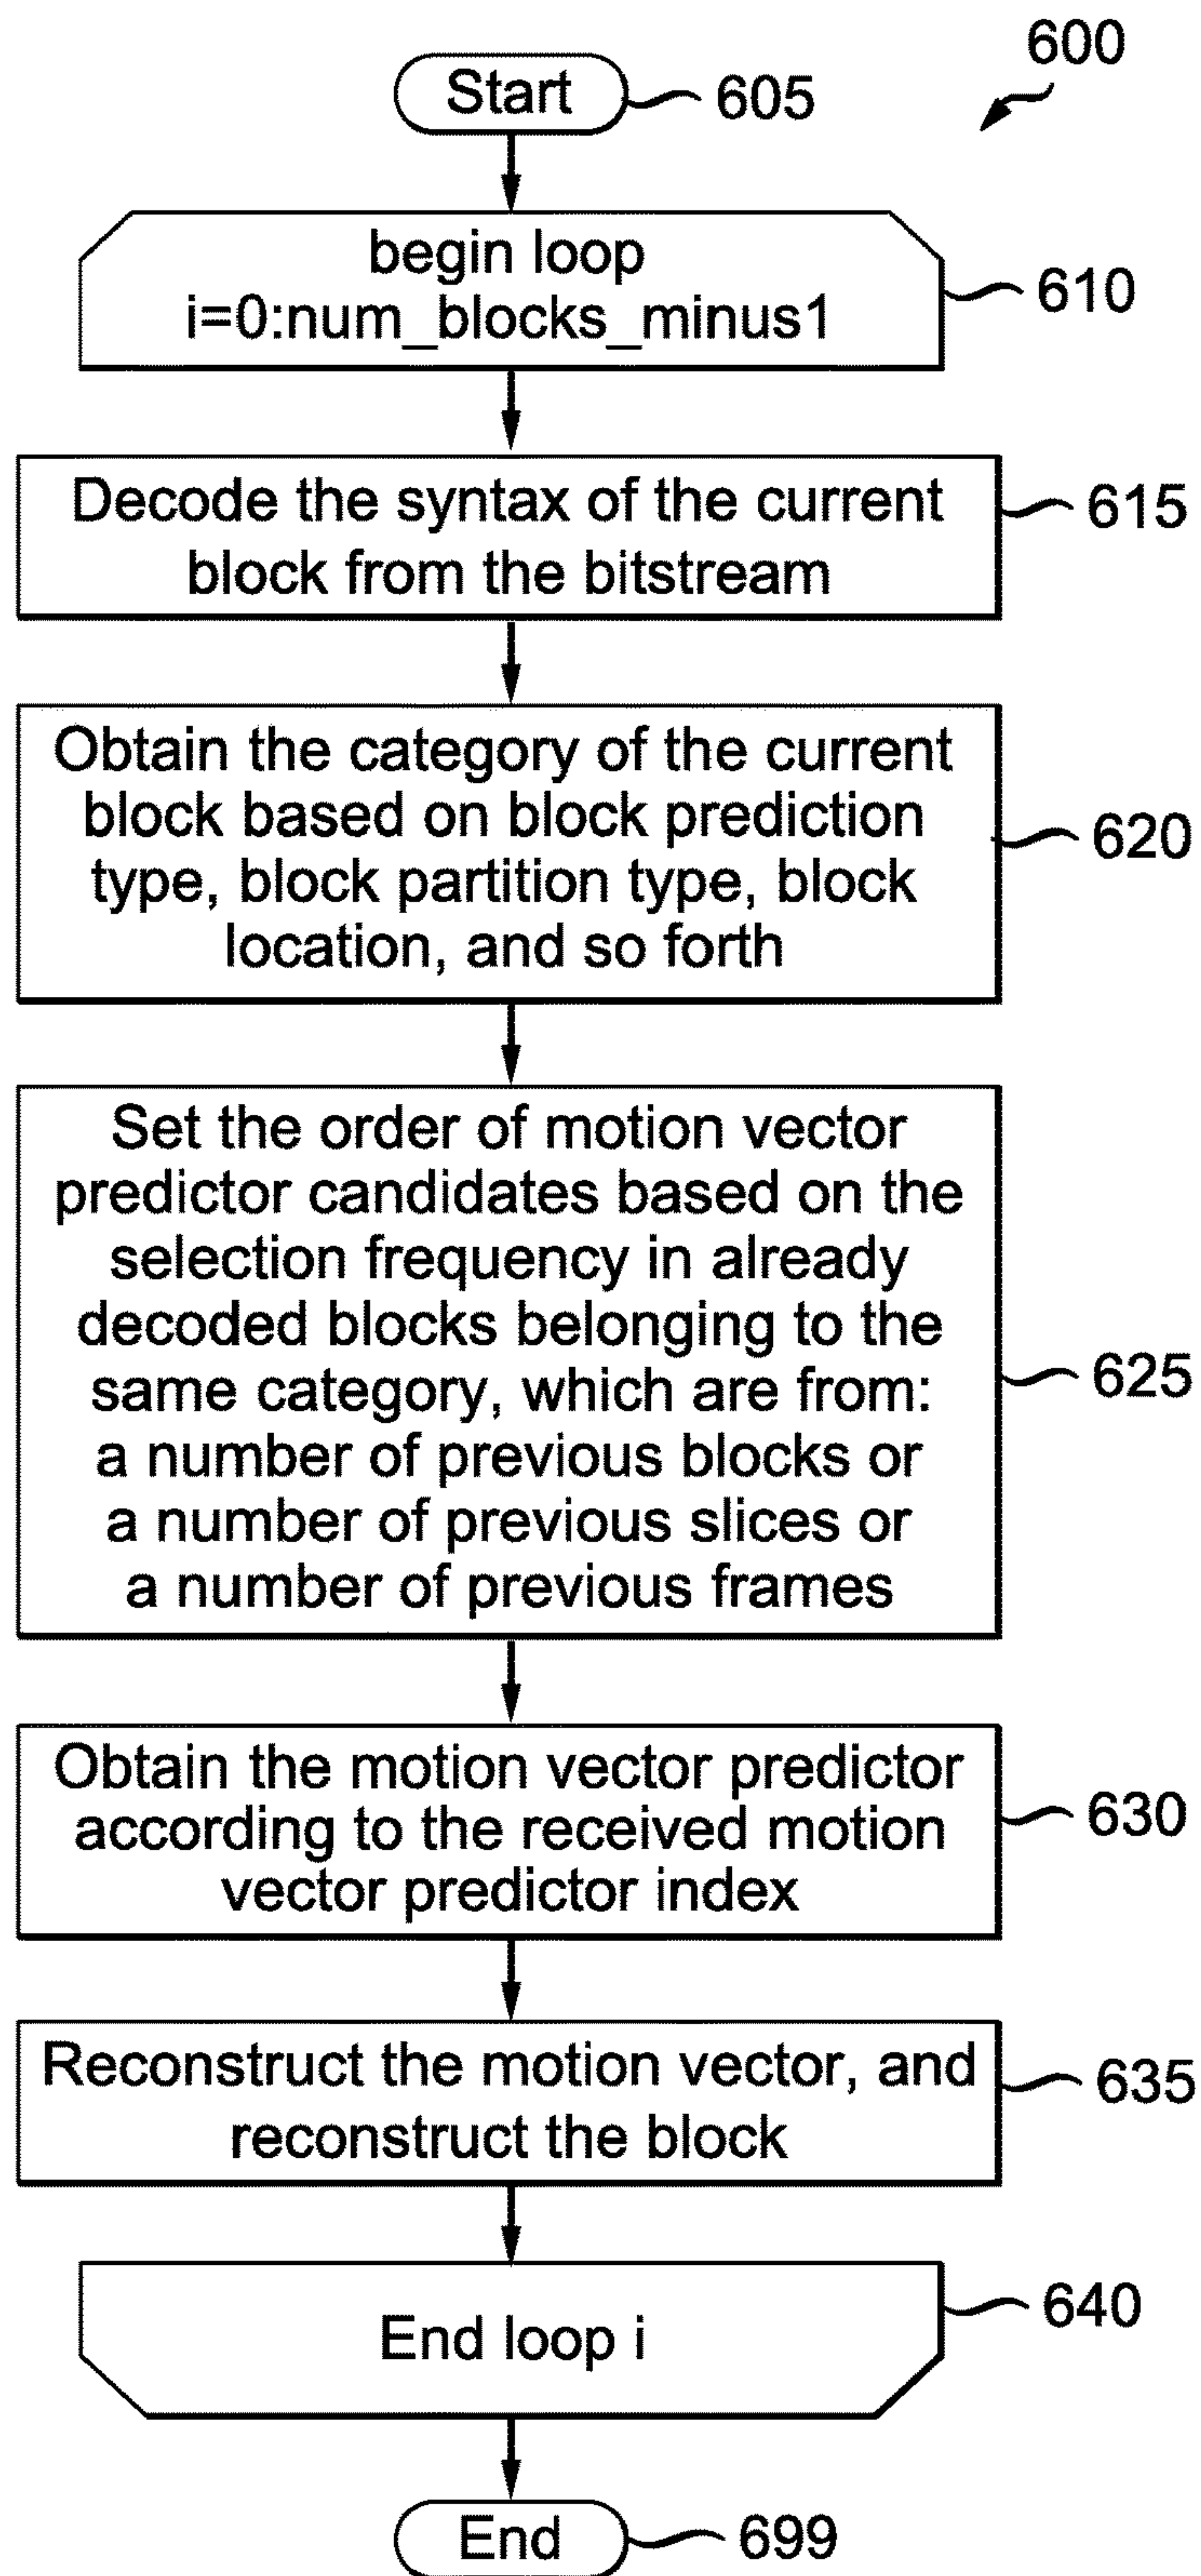 600
Start
605
begin loop
i=0:num_blocks_minus1
610
Decode the syntax of the current
block from the bitstream
615
Obtain the category of the current
block based on block prediction
type, block partition type, block
location, and so forth
620
Set the order of motion vector
predictor candidates based on the
selection frequency in already
decoded blocks belonging to the
same category, which are from:
a number of previous blocks or
a number of previous slices or
a number of previous frames
625
Obtain the motion vector predictor
according to the received motion
vector predictor index
630
Reconstruct the motion vector, and
reconstruct the block
635
End loop i
640
End
699